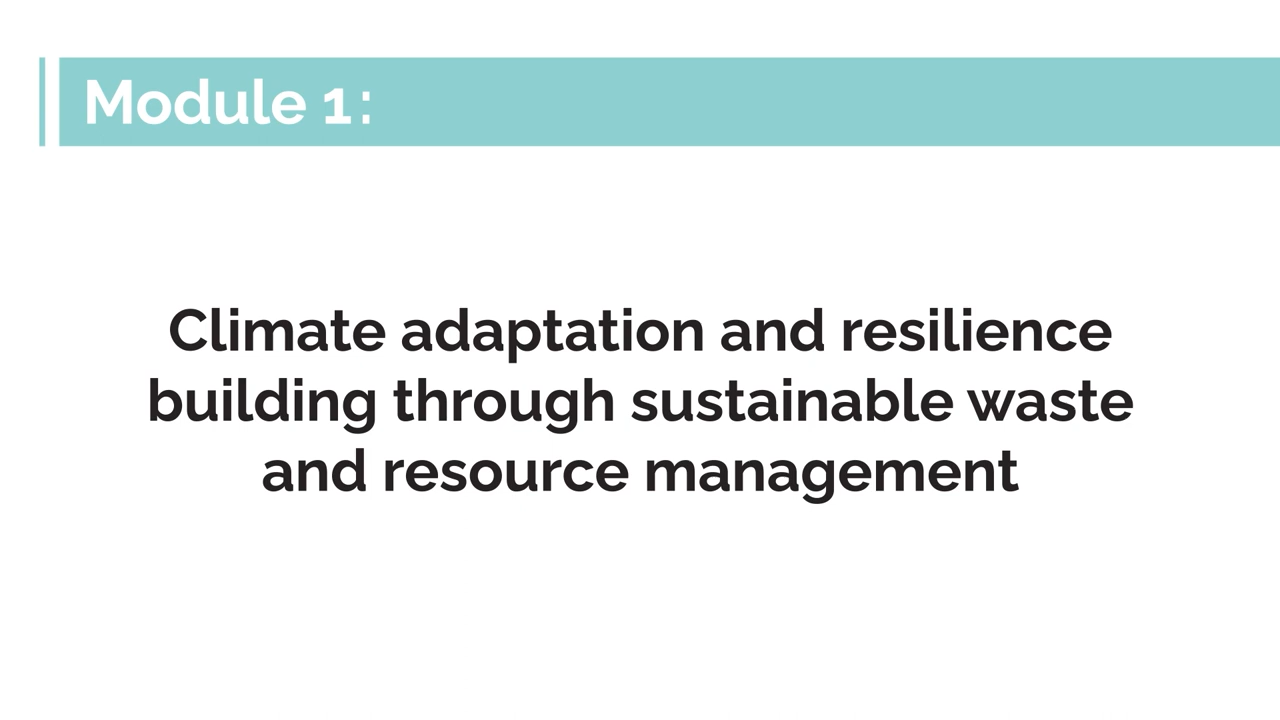 Module 1:
Climate adaptation and resilience
building through sustainable waste
and resource management